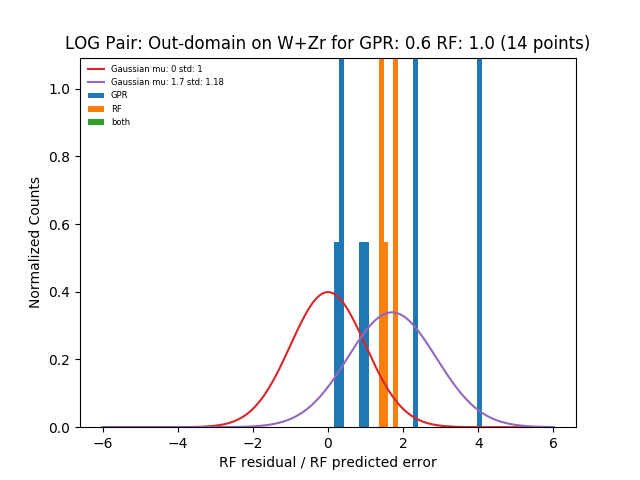 LOG Pair: Out-domain on W+Zr for GPR: 0.6 RF: 1.0 (14 points)
Gaussian mu: 0 std: 1
Gaussian mu: 1.7 std: 1.18
GPR
RF
both
1.0
0.8
0.6
0.4
0.2
0.0
Normalized Counts
−6 −4 −2 0 2 4 6
RF residual / RF predicted error